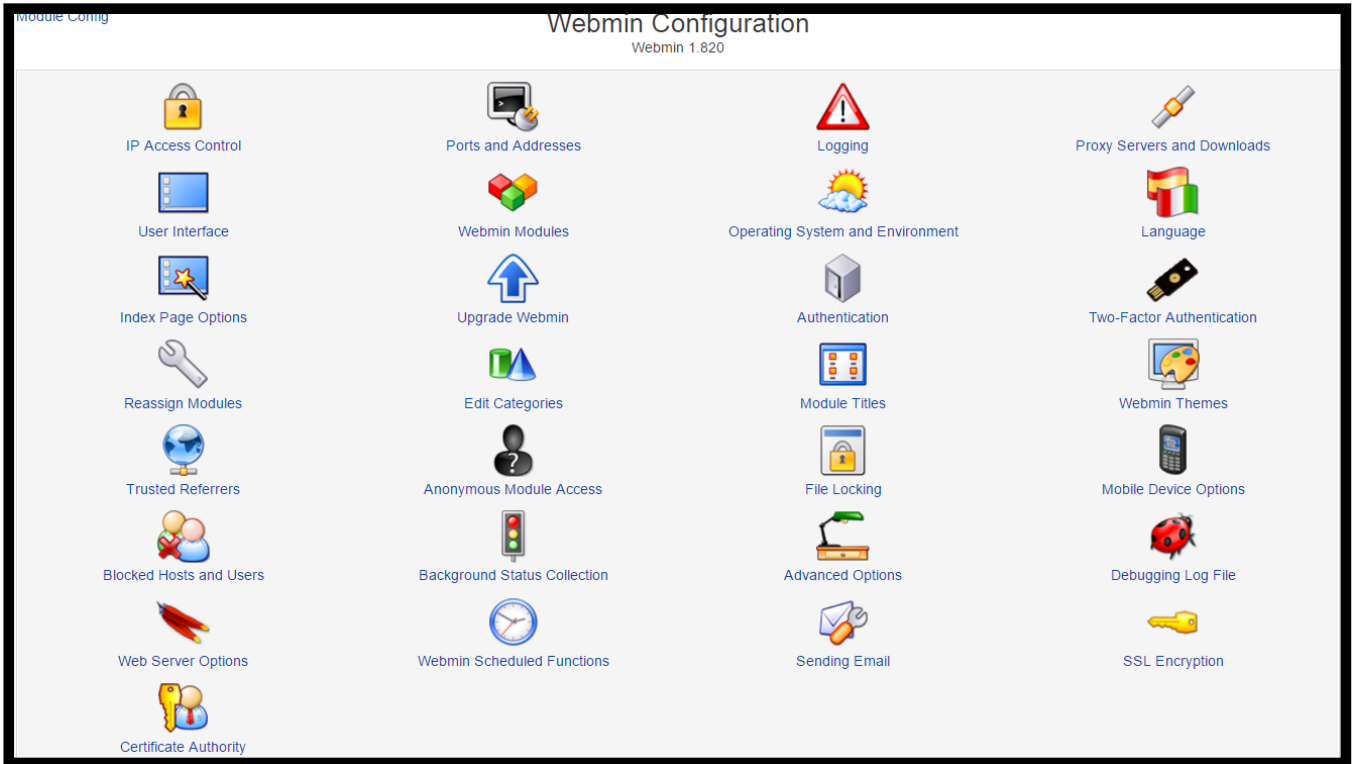 Module Config
Webmin Configuration
Webmin 1.820
IP Access Control
Ports and Addresses
Logging
Proxy Servers and Downloads
User Interface
Webmin Modules
Operating System and Environment
Language
Index Page Options
Upgrade Webmin
Authentication
Two-Factor Authentication
Reassign Modules
Edit Categories
Module Titles
Webmin Themes
Trusted Referrers
Anonymous Module Access
File Locking
Mobile Device Options
Blocked Hosts and Users
Background Status Collection
Advanced Options
Debugging Log File
Web Server Options
Webmin Scheduled Functions
Sending Email
SSL Encryption
Certificate Authority